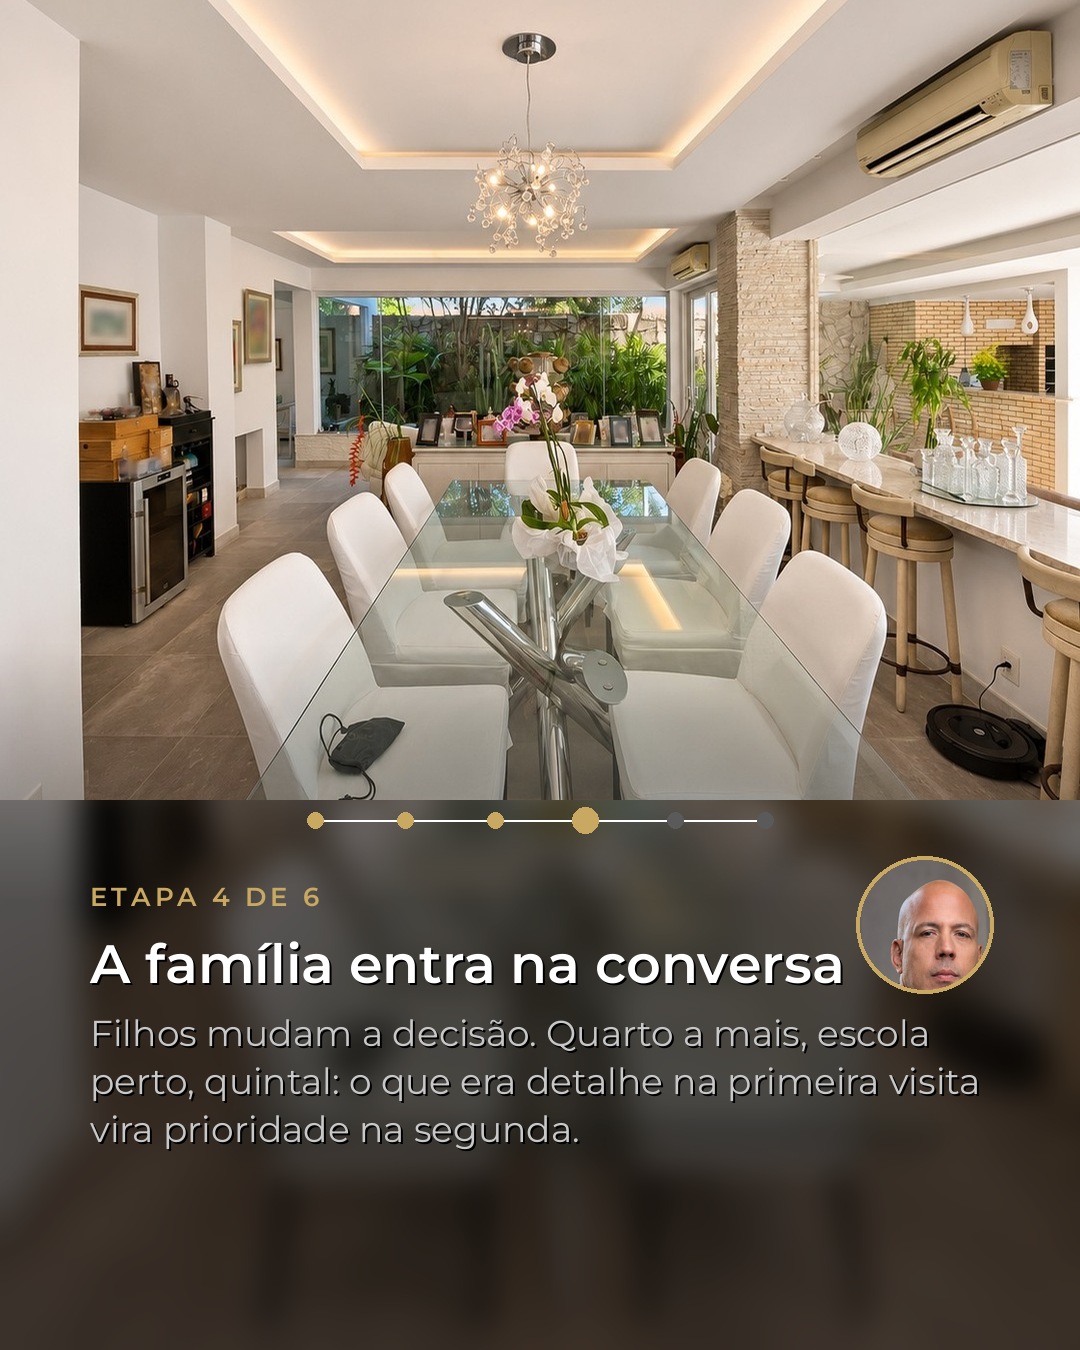 ETAPA 4 DE 6
A família entra na conversa
Filhos mudam a decisão. Quarto a mais, escola
perto, quintal: o que era detalhe na primeira visita
vira prioridade na segunda.